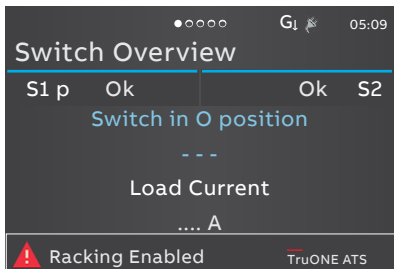 G↓ 05:09
Switch Overview
S1 p Ok Ok S2
Switch in O position
- - -
Load Current
.... A
Racking Enabled TruONE ATS